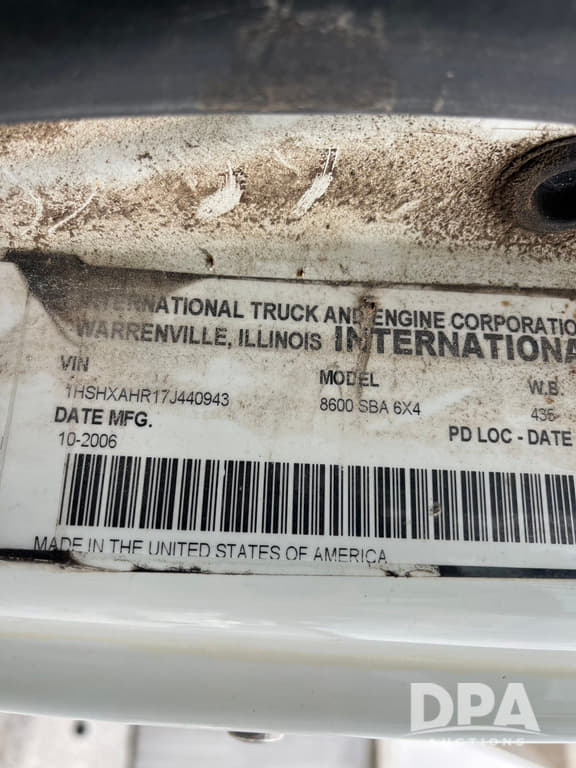 INTERNATIONAL TRUCK AND ENGINE CORPORATIO
WARRENVILLE, ILLINOIS INTERNATIONA
VIN MODEL W.B.
1HSHXAHR17J440943 8600 SBA 6X4 435
DATE MFG. PD LOC - DATE
10-2006
MADE IN THE UNITED STATES OF AMERICA
DPA
AUCTIONS